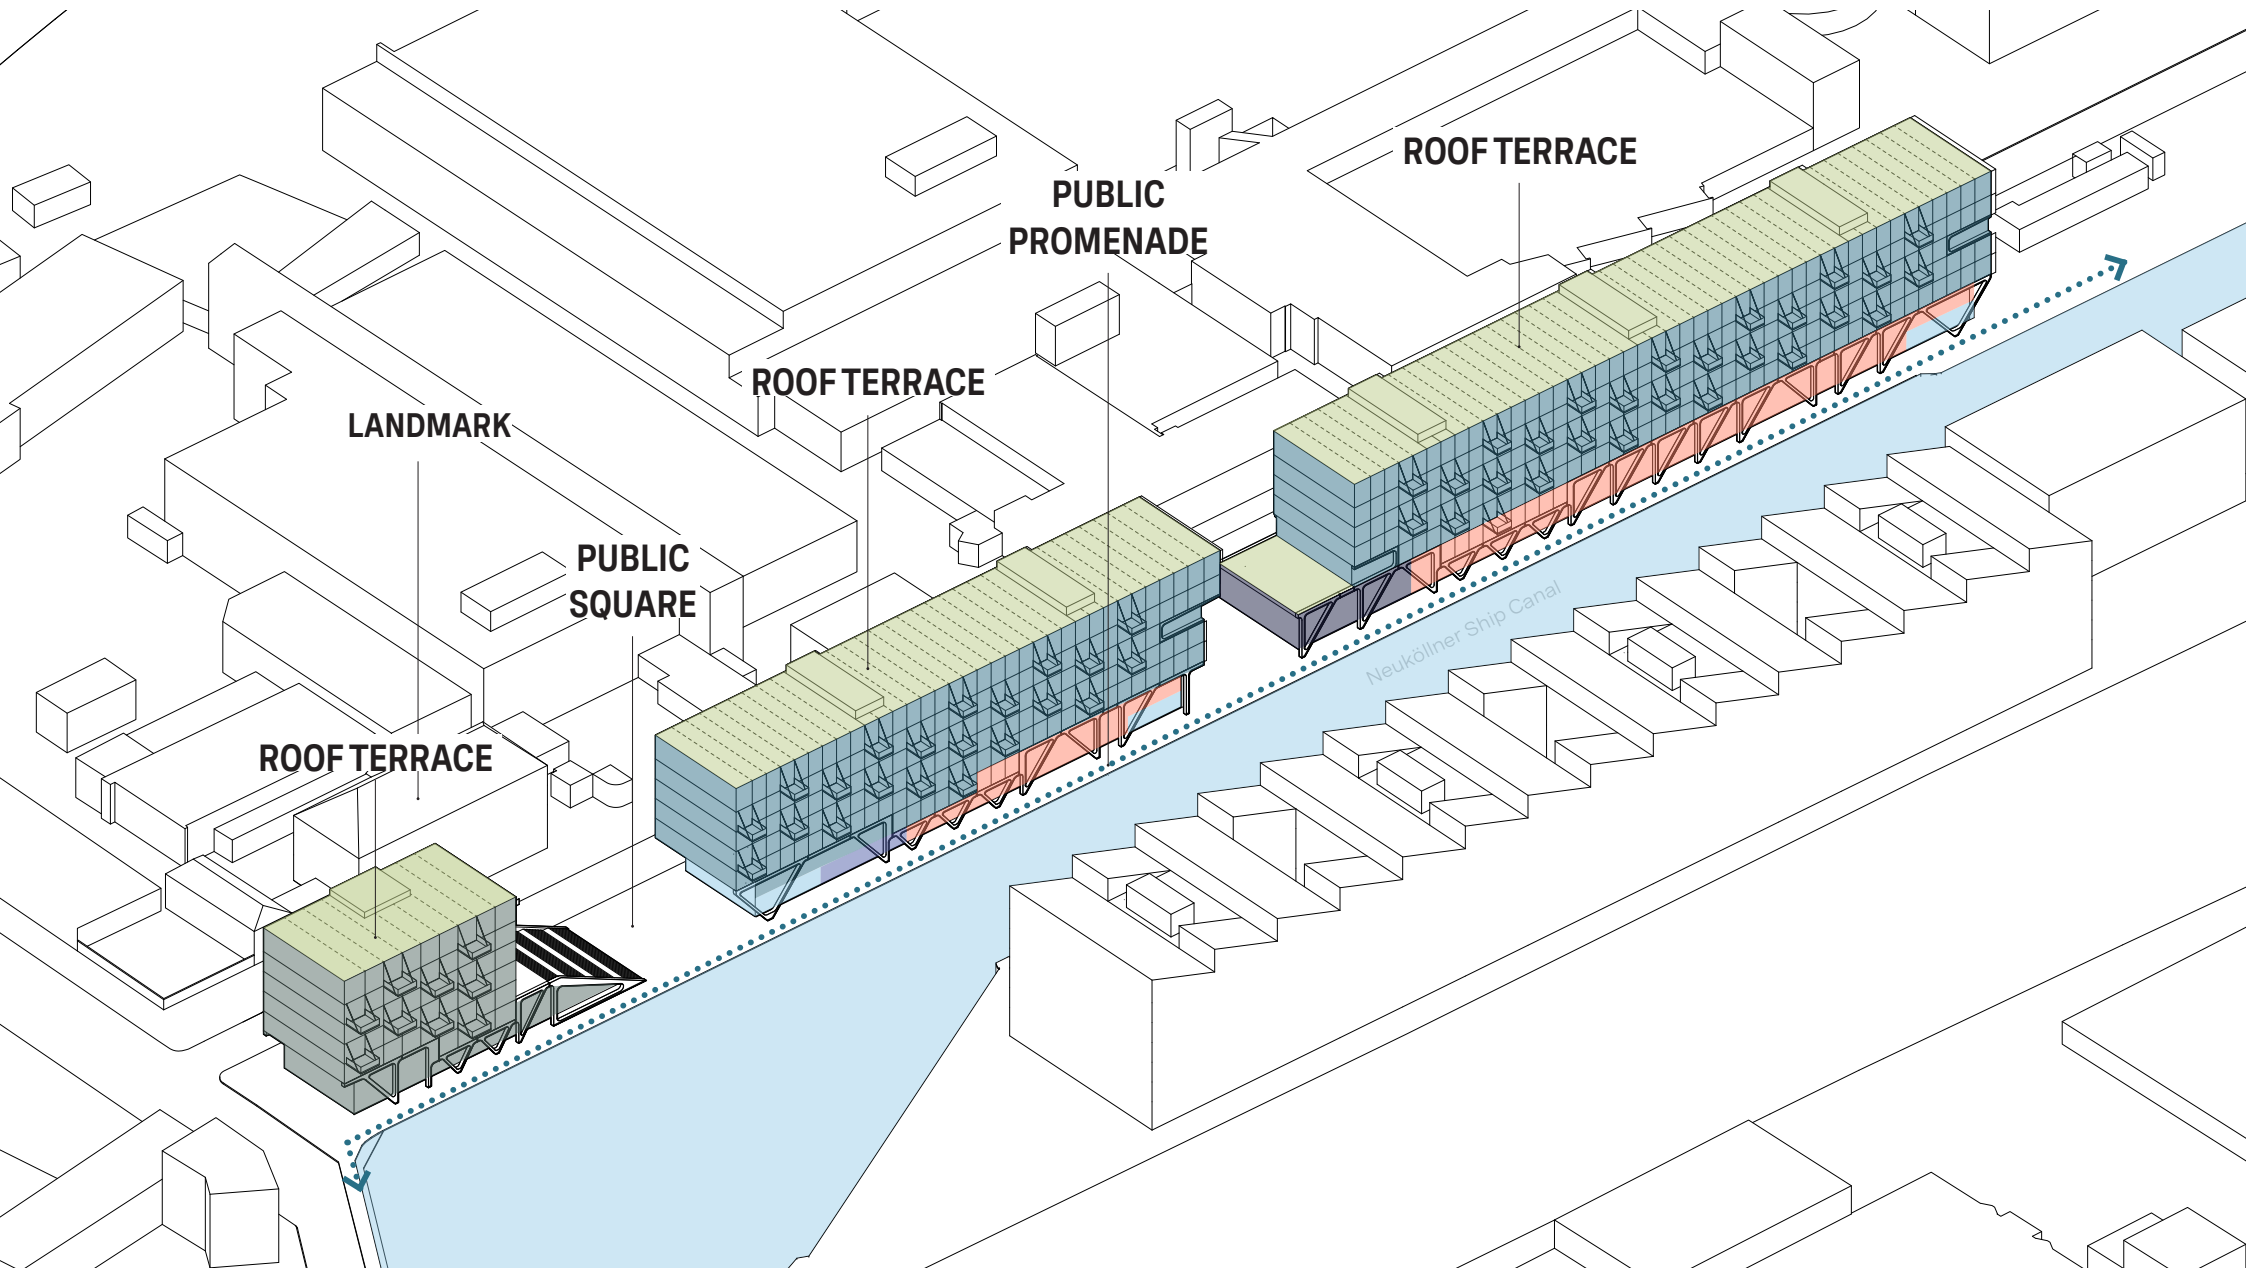 ROOF TERRACE
PUBLIC
PROMENADE
ROOF TERRACE
LANDMARK
PUBLIC
SQUARE
Neuköllner Ship Canal
ROOF TERRACE